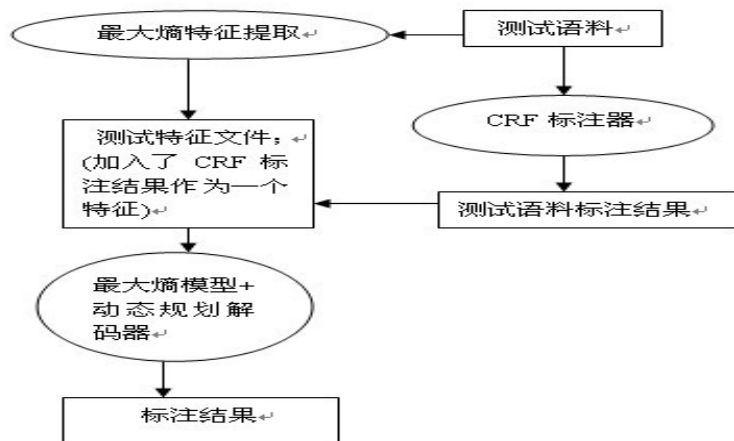 最大熵特征提取↵
测试语料↵
CRF 标注器↵
测试特征文件；↵
(加入了 CRF 标
注结果作为一个
特征)↵
测试语料标注结果↵
最大熵模型+
动态规划解
码器↵
标注结果↵